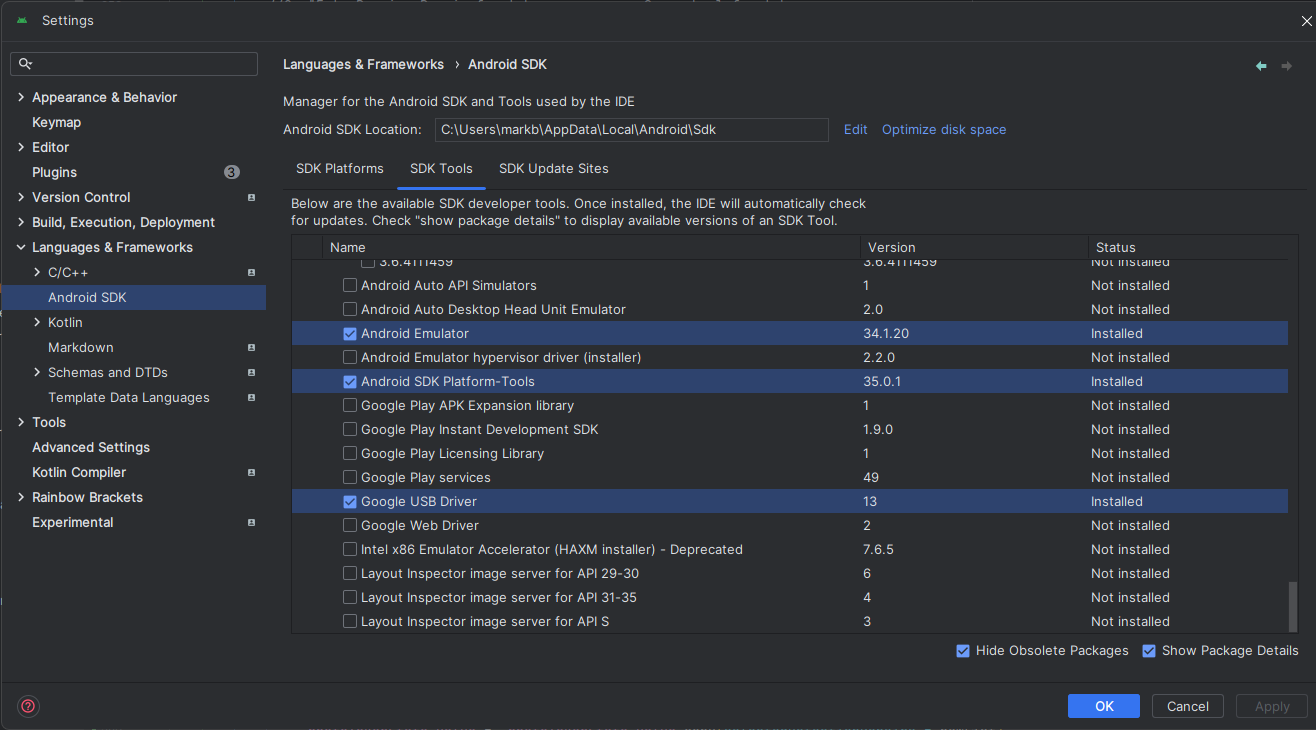 Settings
Languages & Frameworks › Android SDK
Appearance & Behavior
Keymap
Editor
Plugins 3
Version Control
Build, Execution, Deployment
Languages & Frameworks
C/C++
Android SDK
Kotlin
Markdown
Schemas and DTDs
Template Data Languages
Tools
Advanced Settings
Kotlin Compiler
Rainbow Brackets
Experimental
Manager for the Android SDK and Tools used by the IDE
Android SDK Location: C:\Users\markb\AppData\Local\Android\Sdk Edit Optimize disk space
SDK Platforms SDK Tools SDK Update Sites
Below are the available SDK developer tools. Once installed, the IDE will automatically check
for updates. Check "show package details" to display available versions of an SDK Tool.
Name Version Status
3.6.4111459 3.6.4111459 Not installed
Android Auto API Simulators 1 Not installed
Android Auto Desktop Head Unit Emulator 2.0 Not installed
Android Emulator 34.1.20 Installed
Android Emulator hypervisor driver (installer) 2.2.0 Not installed
Android SDK Platform-Tools 35.0.1 Installed
Google Play APK Expansion library 1 Not installed
Google Play Instant Development SDK 1.9.0 Not installed
Google Play Licensing Library 1 Not installed
Google Play services 49 Not installed
Google USB Driver 13 Installed
Google Web Driver 2 Not installed
Intel x86 Emulator Accelerator (HAXM installer) - Deprecated 7.6.5 Not installed
Layout Inspector image server for API 29-30 6 Not installed
Layout Inspector image server for API 31-35 4 Not installed
Layout Inspector image server for API S 3 Not installed
Hide Obsolete Packages Show Package Details
? OK Cancel Apply